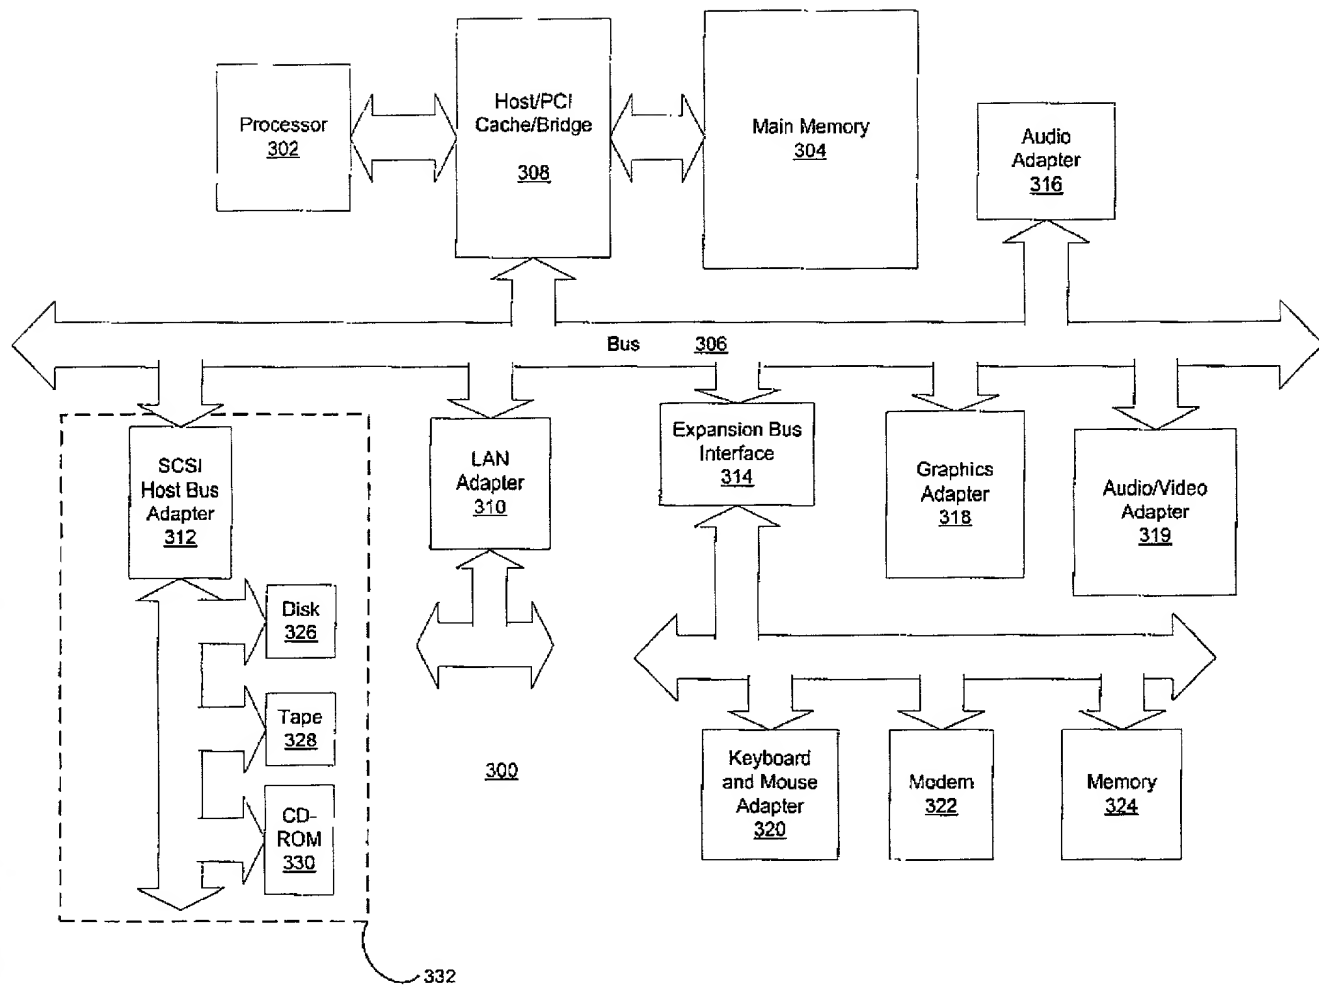 Processor
302
Host/PCI
Cache/Bridge
308
Main Memory
304
Audio
Adapter
316
Bus 306
SCSI
Host Bus
Adapter
312
LAN
Adapter
310
Expansion Bus
Interface
314
Graphics
Adapter
318
Audio/Video
Adapter
319
Disk
326
Tape
328
CD-
ROM
330
300
Keyboard
and Mouse
Adapter
320
Modem
322
Memory
324
332